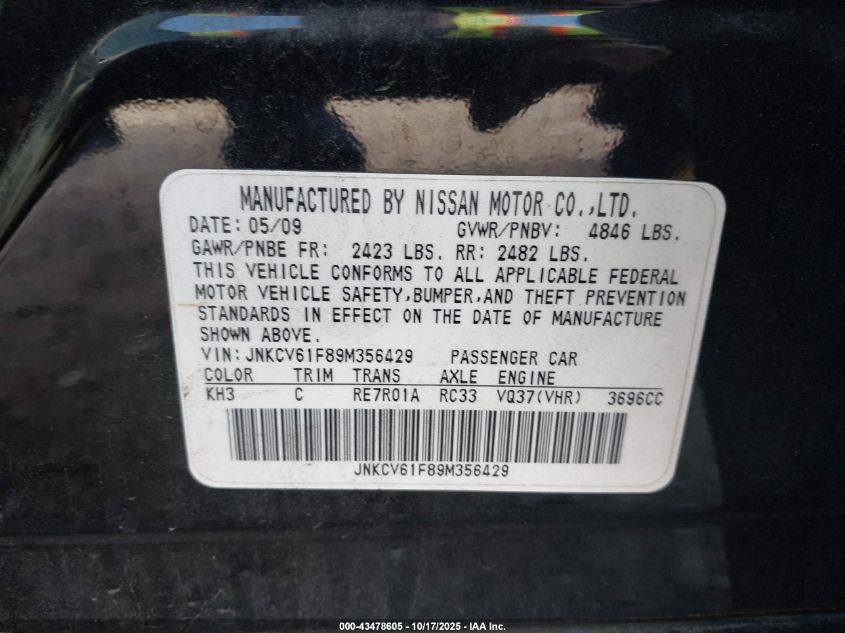 MANUFACTURED BY NISSAN MOTOR CO.,LTD.
DATE: 05/09 GVWR/PNBV: 4846 LBS.
GAWR/PNBE FR: 2423 LBS. RR: 2482 LBS.
THIS VEHICLE CONFORMS TO ALL APPLICABLE FEDERAL
MOTOR VEHICLE SAFETY,BUMPER,AND THEFT PREVENTION
STANDARDS IN EFFECT ON THE DATE OF MANUFACTURE
SHOWN ABOVE.
VIN: JNKCV61F89M356429 PASSENGER CAR
COLOR TRIM TRANS AXLE ENGINE
KH3 C RE7R01A RC33 VQ37(VHR) 3696CC
JNKCV61F89M356429
000-43478605 - 10/17/2025 - IAA Inc.